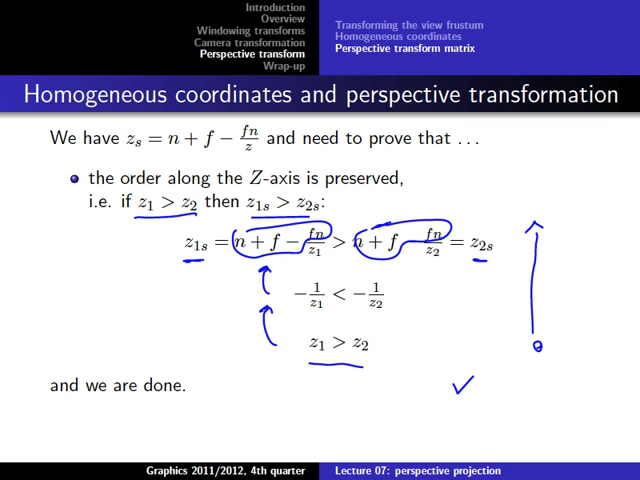 Introduction
Overview
Windowing transforms
Camera transformation
Perspective transform
Wrap-up
Transforming the view frustum
Homogeneous coordinates
Perspective transform matrix
Homogeneous coordinates and perspective transformation
We have z_s = n + f − fn/z and need to prove that . . .
• the order along the Z-axis is preserved,
i.e. if z_1 > z_2 then z_1s > z_2s:
z_1s = n + f − fn/z_1 > n + f − fn/z_2 = z_2s
−1/z_1 < −1/z_2
z_1 > z_2
and we are done.
Graphics 2011/2012, 4th quarter Lecture 07: perspective projection